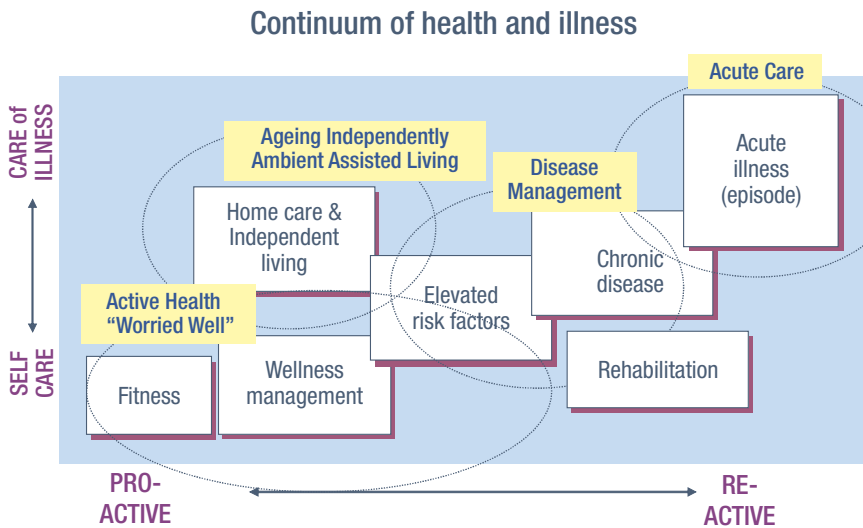 Continuum of health and illness
CARE of
ILLNESS
SELF
CARE
Acute Care
Acute
illness
(episode)
Ageing Independently
Ambient Assisted Living
Disease
Management
Home care &
Independent
living
Chronic
disease
Elevated
risk factors
Active Health
“Worried Well”
Fitness
Wellness
management
Rehabilitation
PRO-
ACTIVE
RE-
ACTIVE